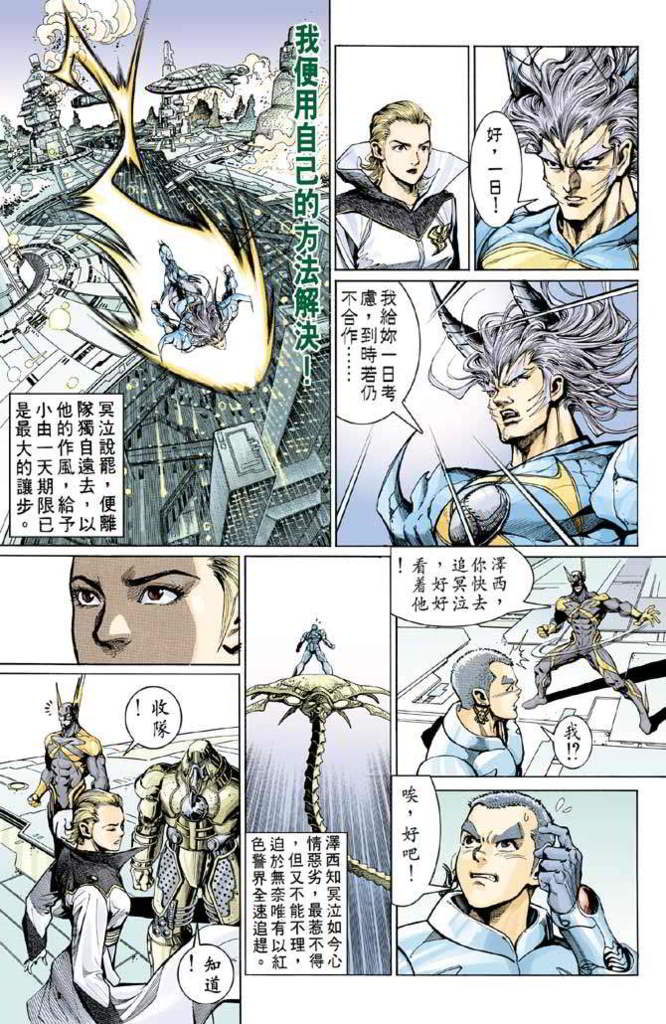 好，一日！
我給妳一日考
慮，到時若仍
不合作……
我便用自己的方法解決！
冥泣說罷，便離
隊獨自遠去，以
他的作風，給予
小由一天期限已
是最大的讓步。
澤西，
你快去
追冥泣
，好好
看着他
！
我!?
唉，好吧！
澤西知冥泣如今心
情惡劣，最惹不得
，但又不能不理，
迫於無奈唯有以紅
色警界全速追趕。
收隊
！
知道
！